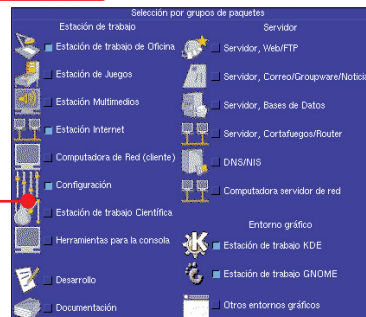 Selección por grupos de paquetes
Estación de trabajo
Estación de trabajo de Oficina
Estación de Juegos
Estación Multimedios
Estación Internet
Computadora de Red (cliente)
Configuración
Estación de trabajo Científica
Herramientas para la consola
Desarrollo
Documentación
Servidor
Servidor, Web/FTP
Servidor, Correo/Groupware/Noticia
Servidor, Bases de Datos
Servidor, Cortafuegos/Router
DNS/NIS
Computadora servidor de red
Entorno gráfico
Estación de trabajo KDE
Estación de trabajo GNOME
Otros entornos gráficos